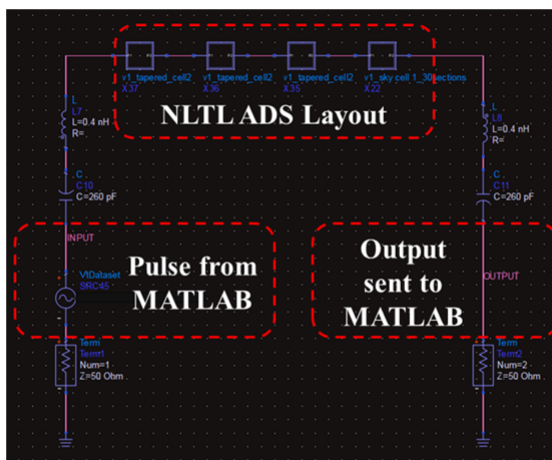 v1_tapered_cell2
X37
v1_tapered_cell2
X36
v1_tapered_cell2
X35
v1_sky cell 1_30sections
X22
NLTL ADS Layout
L
L7
L=0.4 nH
R=
L
L8
L=0.4 nH
R=
C
C10
C=260 pF
C
C11
C=260 pF
INPUT
VtDataset
SRC45
Pulse from
MATLAB
Output
sent to
MATLAB
OUTPUT
Term
Term1
Num=1
Z=50 Ohm
Term
Term2
Num=2
Z=50 Ohm